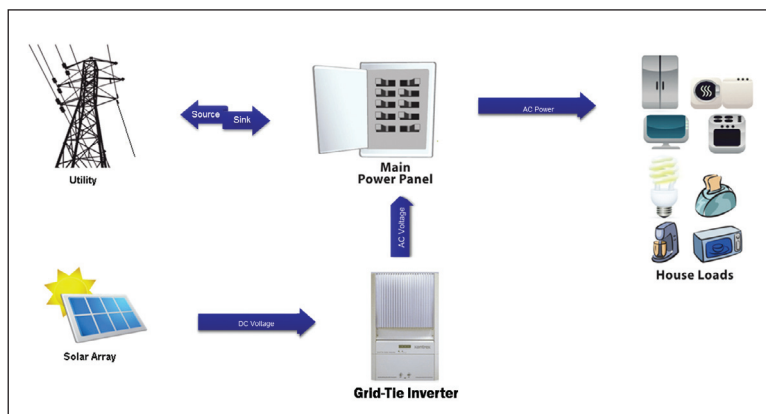 Source
Sink
AC Power
Utility
Main
Power Panel
AC Voltage
House Loads
DC Voltage
Solar Array
Grid-Tie Inverter